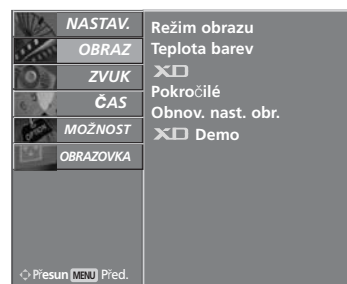 NASTAV.
OBRAZ
ZVUK
ČAS
MOŽNOST
OBRAZOVKA
Režim obrazu
Teplota barev
XD
Pokročilé
Obnov. nast. obr.
XD Demo
Přesun MENU Před.